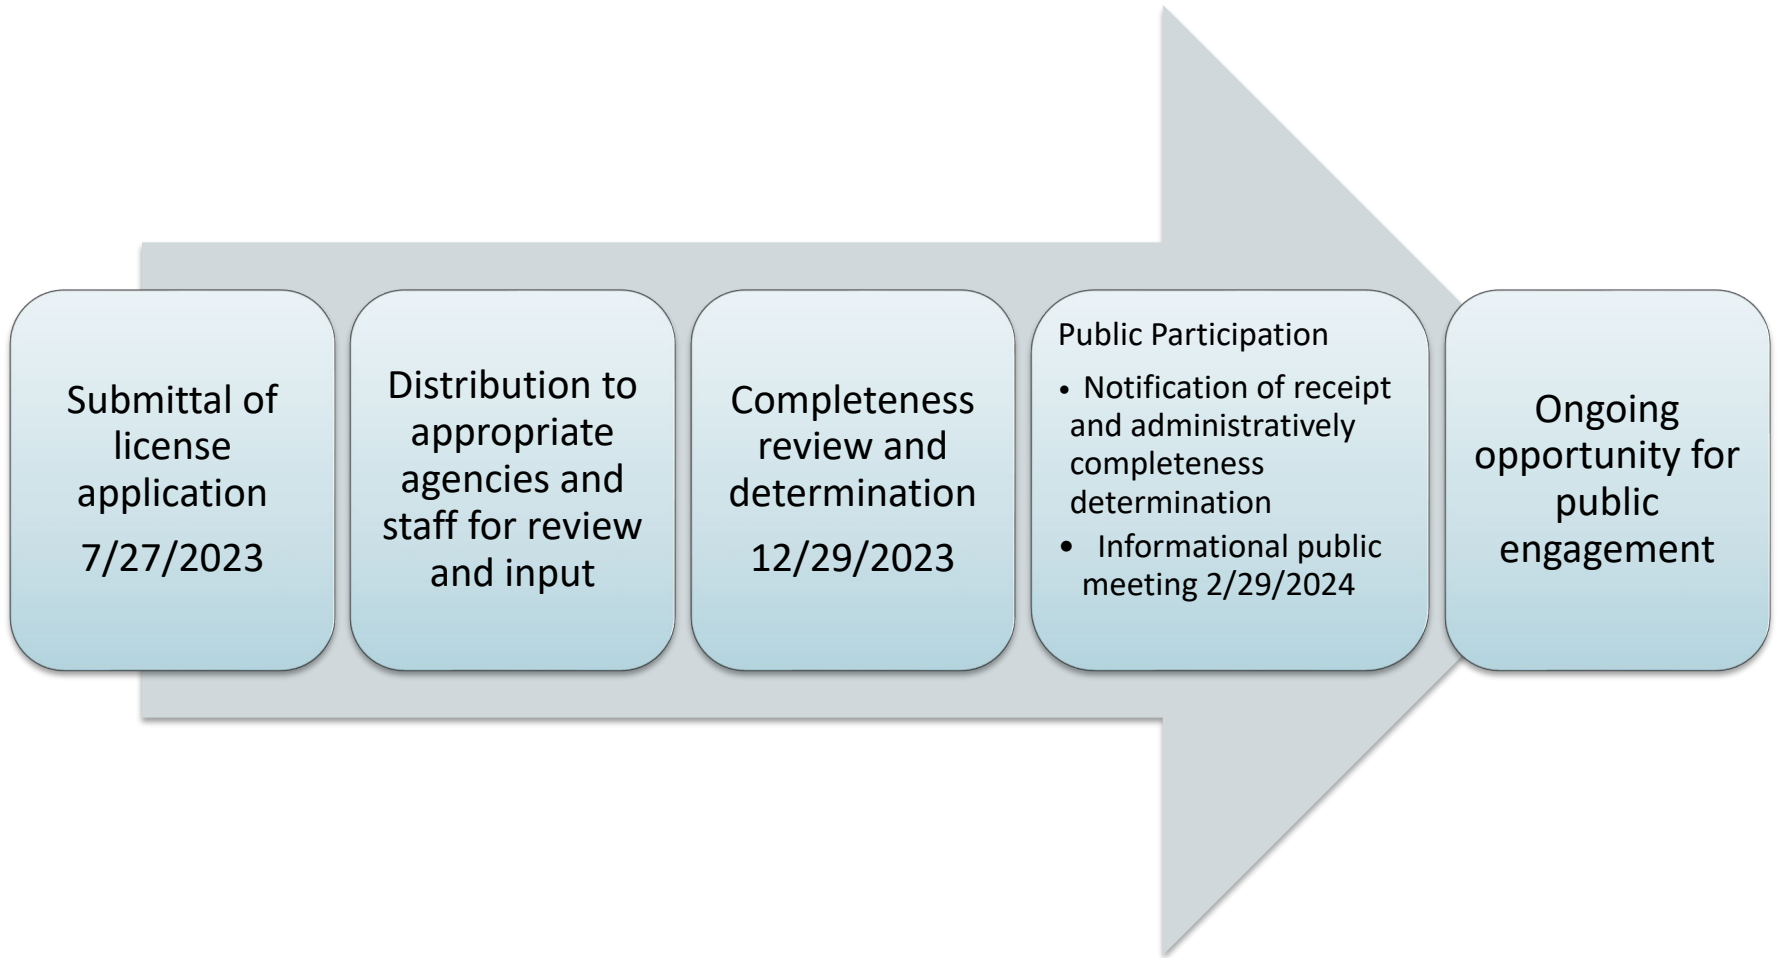 Submittal of
license
application
7/27/2023
Distribution to
appropriate
agencies and
staff for review
and input
Completeness
review and
determination
12/29/2023
Public Participation
• Notification of receipt
and administratively
completeness
determination
• Informational public
meeting 2/29/2024
Ongoing
opportunity for
public
engagement